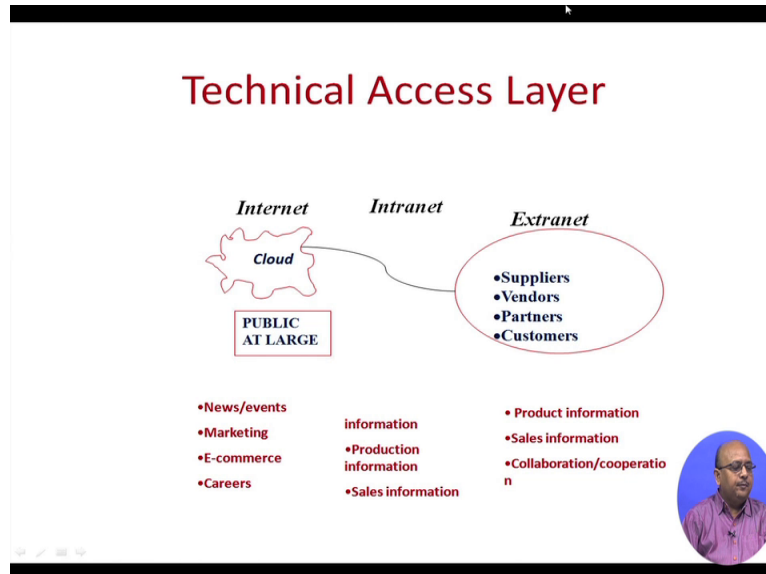 Technical Access Layer
Internet
Intranet
Extranet
Cloud
•Suppliers
•Vendors
•Partners
•Customers
PUBLIC
AT LARGE
•News/events
•Marketing
•E-commerce
•Careers
information
•Production
information
•Sales information
• Product information
•Sales information
•Collaboration/cooperatio
n